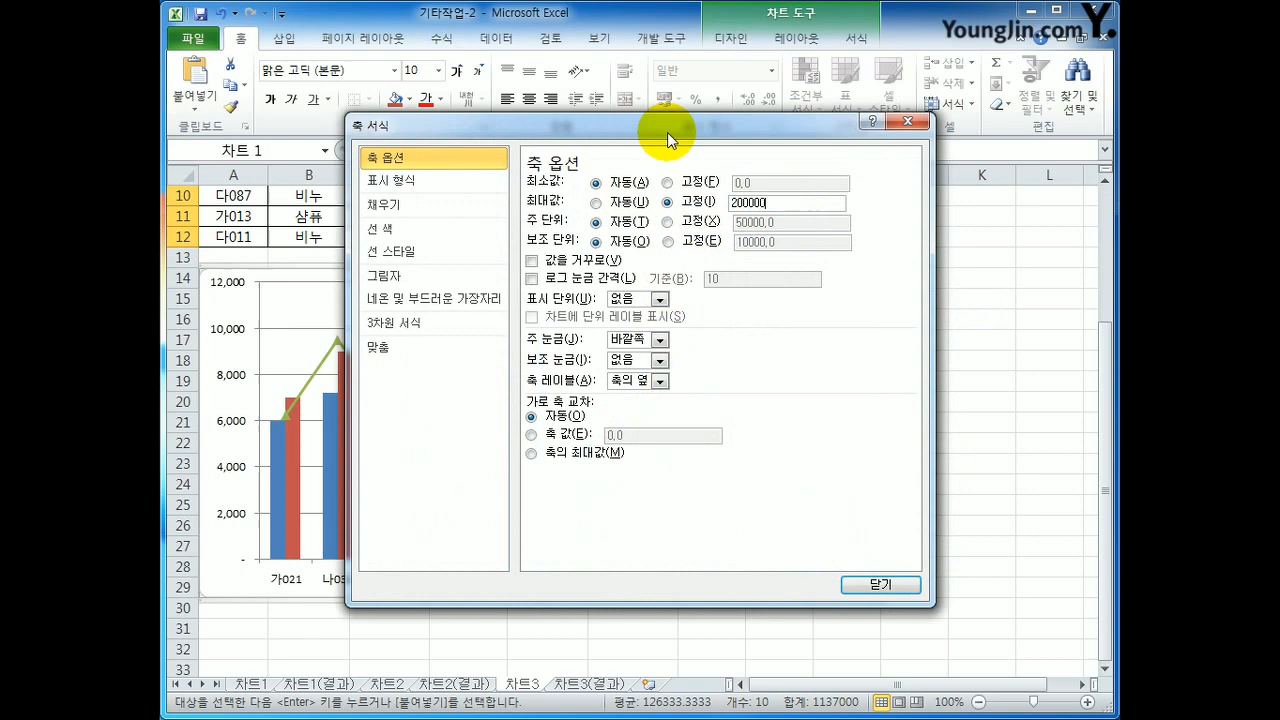 기타작업-2 - Microsoft Excel
차트 도구
YoungJin.com Y.
파일 홈 삽입 페이지 레이아웃 수식 데이터 검토 보기 개발 도구 디자인 레이아웃 서식
맑은 고딕 (본문) 10 가 가 일반
삽입
삭제
서식
붙여넣기 가 가 가 가 조건부 표 셀 정렬 및 찾기 및
필터 선택
클립보드 셀 편집
차트 1
A B K L
10 다087 비누
11 가013 샴푸
12 다011 비누
13
14
15
16
17
18
19
20
21
22
23
24
25
26
27
28
29
30
31
32
33
12,000
10,000
8,000
6,000
4,000
2,000
-
가021
축 서식
축 옵션
표시 형식
채우기
선 색
선 스타일
그림자
네온 및 부드러운 가장자리
3차원 서식
맞춤
축 옵션
최소값: 자동(A) 고정(F) 0,0
최대값: 자동(U) 고정(I) 200000
주 단위: 자동(T) 고정(X) 50000,0
보조 단위: 자동(O) 고정(E) 10000,0
값을 거꾸로(V)
로그 눈금 간격(L) 기준(B): 10
표시 단위(U): 없음
차트에 단위 레이블 표시(S)
주 눈금(J): 바깥쪽
보조 눈금(I): 없음
축 레이블(A): 축의 옆
가로 축 교차:
자동(O)
축 값(E): 0,0
축의 최대값(M)
닫기
차트1 차트1(결과) 차트2 차트2(결과) 차트3 차트3(결과)
대상을 선택한 다음 <Enter> 키를 누르거나 [붙여넣기]를 선택합니다. 평균: 126333.3333 개수: 10 합계: 1137000 100%